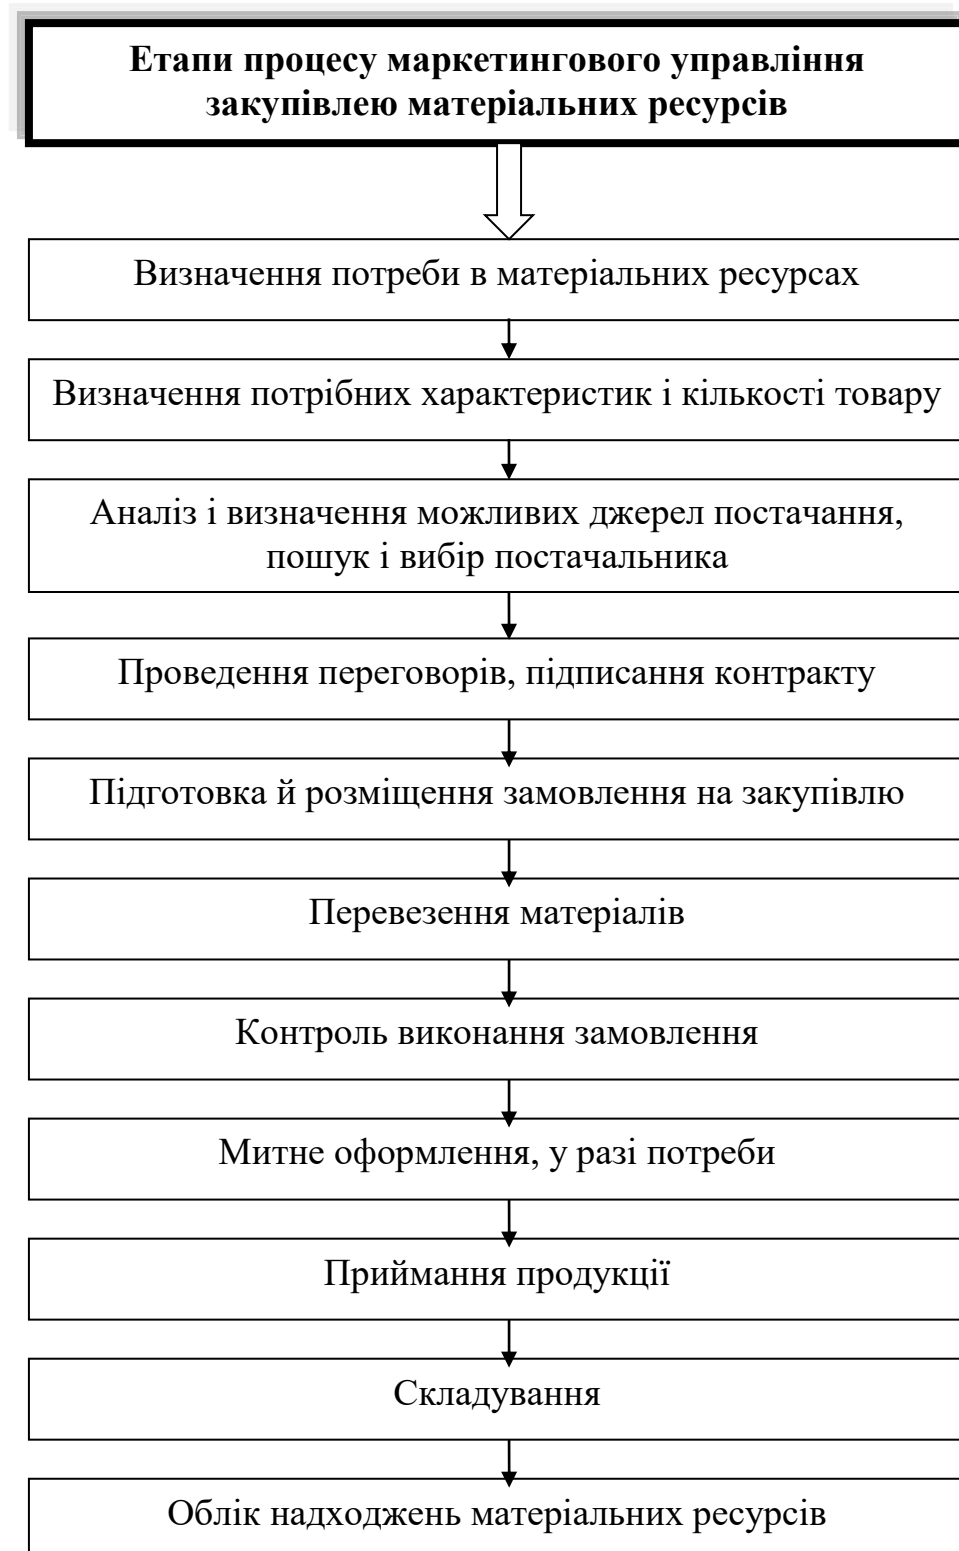 Етапи процесу маркетингового управління
закупівлею матеріальних ресурсів
Визначення потреби в матеріальних ресурсах
Визначення потрібних характеристик і кількості товару
Аналіз і визначення можливих джерел постачання,
пошук і вибір постачальника
Проведення переговорів, підписання контракту
Підготовка й розміщення замовлення на закупівлю
Перевезення матеріалів
Контроль виконання замовлення
Митне оформлення, у разі потреби
Приймання продукції
Складування
Облік надходжень матеріальних ресурсів